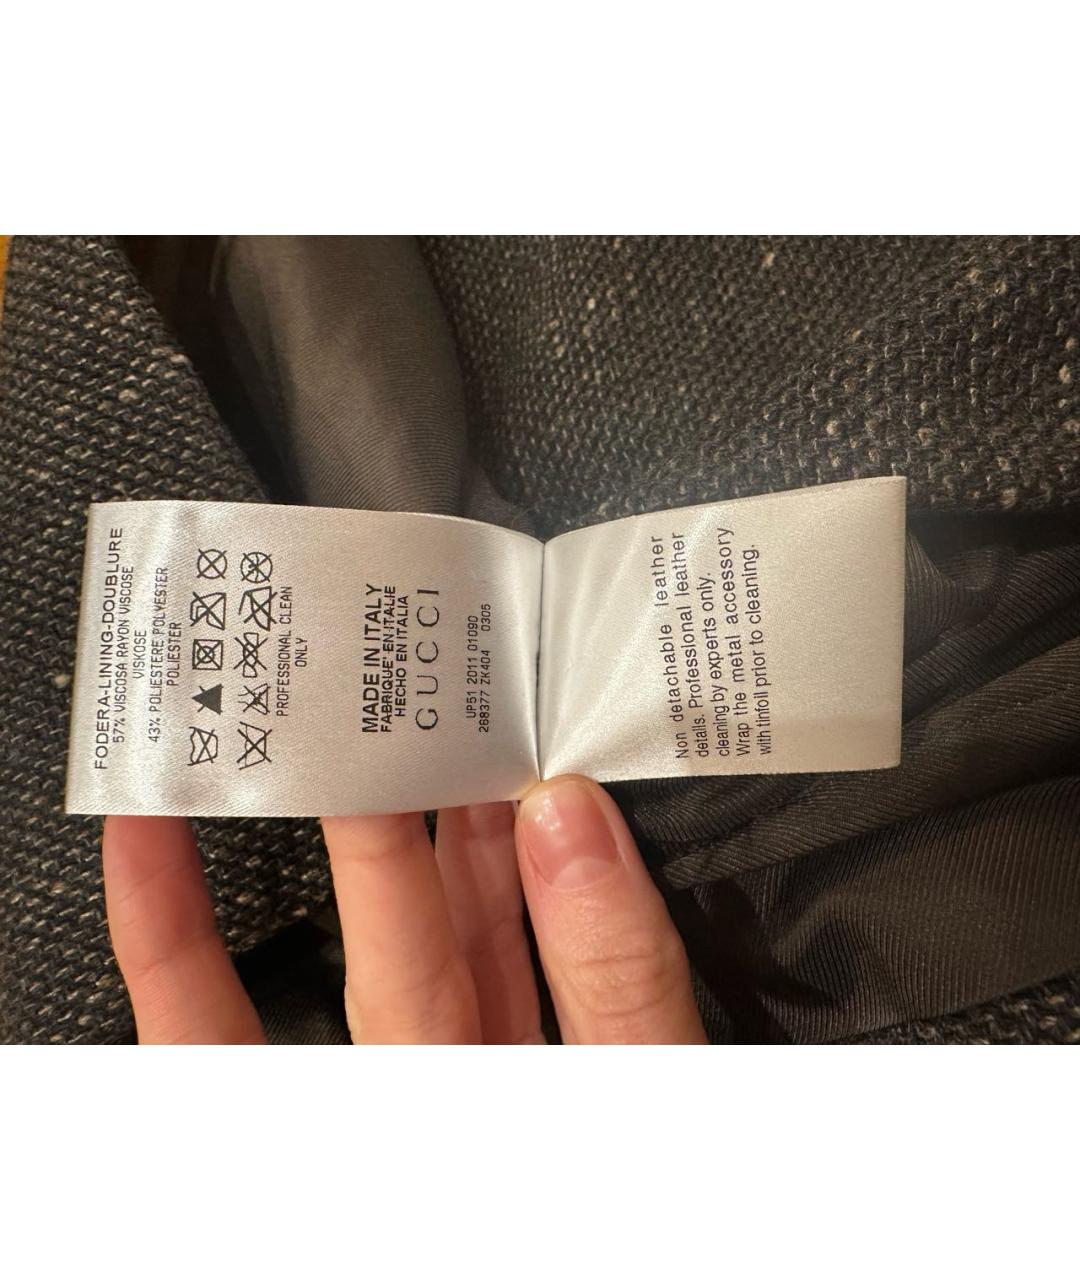 FODERA-LINING-DOUBLURE
57% VISCOSA RAYON VISCOSE
VISKOSE
43% POLIESTERE POLYESTER
POLIESTER
PROFESSIONAL CLEAN
ONLY
MADE IN ITALY
FABRIQUE' EN ITALIE
HECHO EN ITALIA
GUCCI
UP51 2011 01090
268377 ZK404 0305
Non detachable leather
details. Professional leather
cleaning by experts only.
Wrap the metal accessory
with tinfoil prior to cleaning.